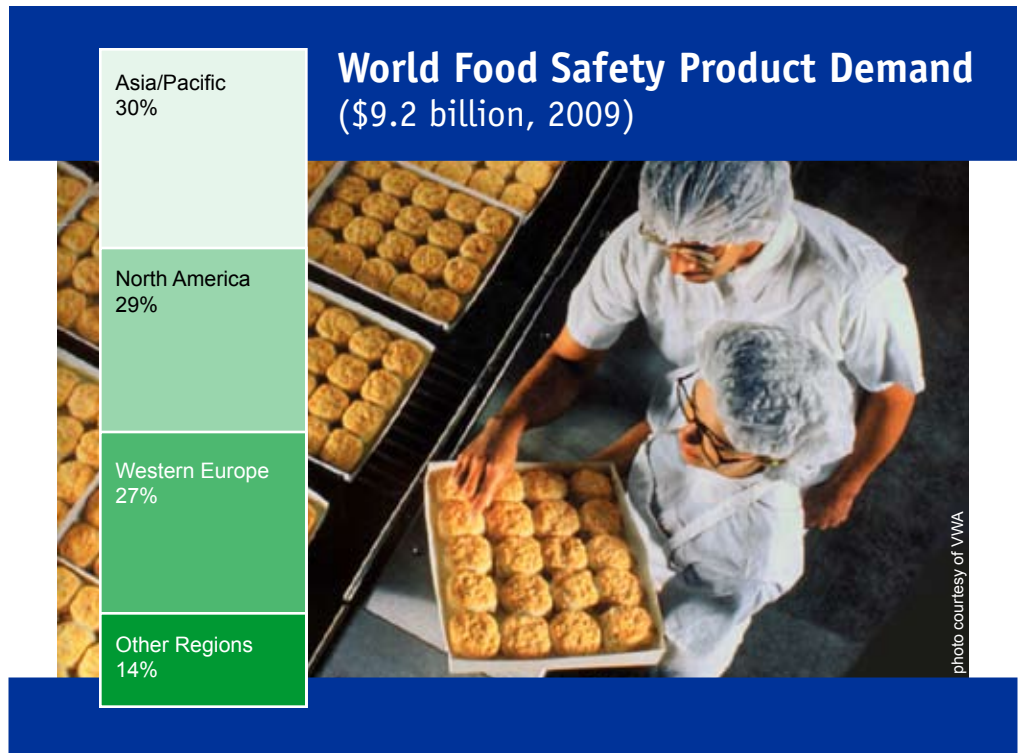 World Food Safety Product Demand
($9.2 billion, 2009)
Asia/Pacific
30%
North America
29%
Western Europe
27%
Other Regions
14%
photo courtesy of VWA